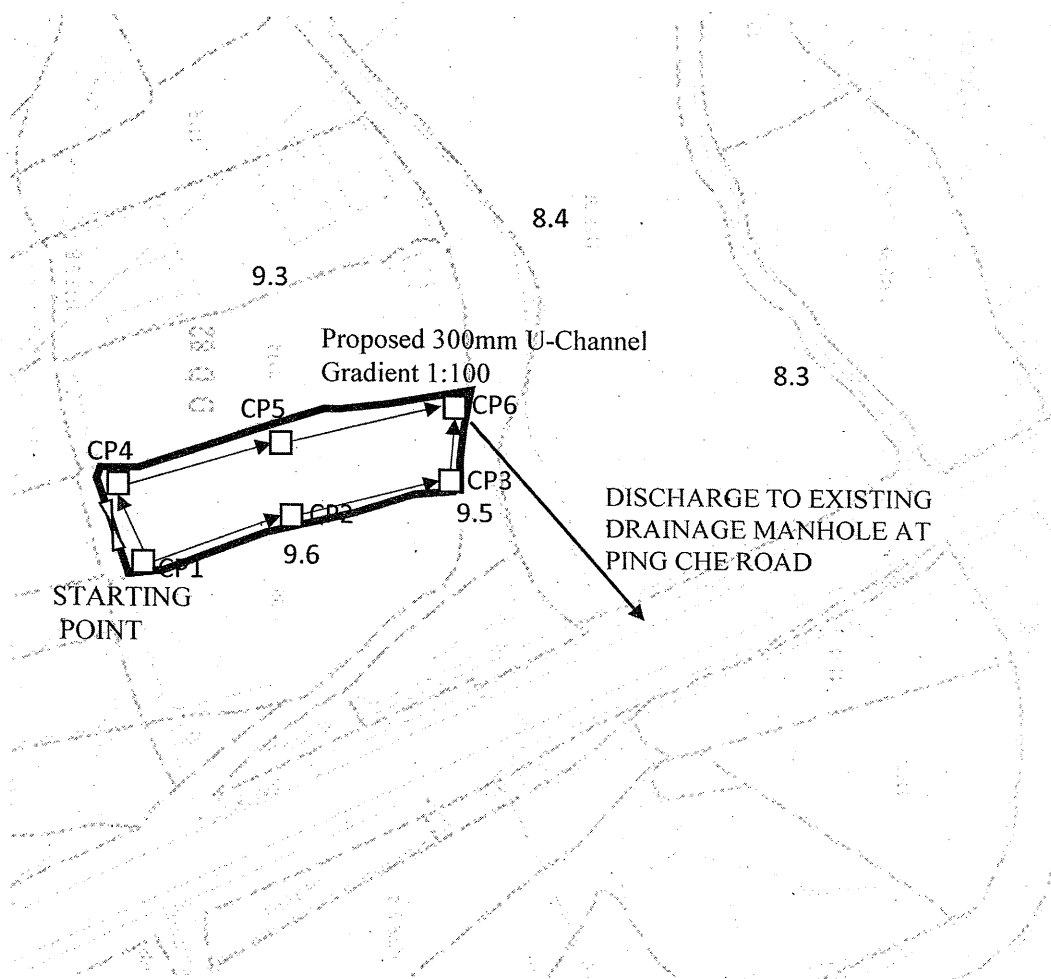 8.4
9.3
Proposed 300mm U-Channel
Gradient 1:100
8.3
D D 82
CP5
CP6
CP4
CP3
CP2
9.5
9.6
DISCHARGE TO EXISTING
DRAINAGE MANHOLE AT
PING CHE ROAD
CP1
STARTING
POINT